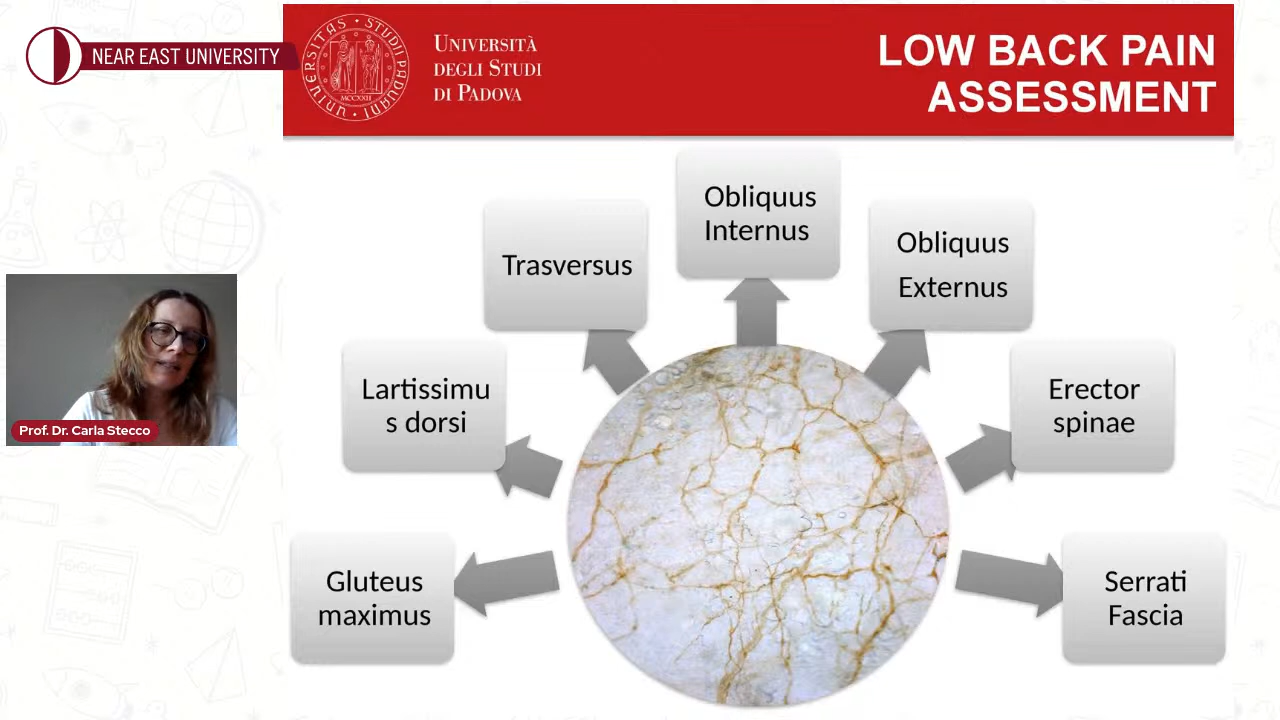 NEAR EAST UNIVERSITY
UNIVERSITÀ
DEGLI STUDI
DI PADOVA
LOW BACK PAIN
ASSESSMENT
Obliquus
Internus
Trasversus
Obliquus
Externus
Lartissimu
s dorsi
Erector
spinae
Gluteus
maximus
Serrati
Fascia
Prof. Dr. Carla Stecco